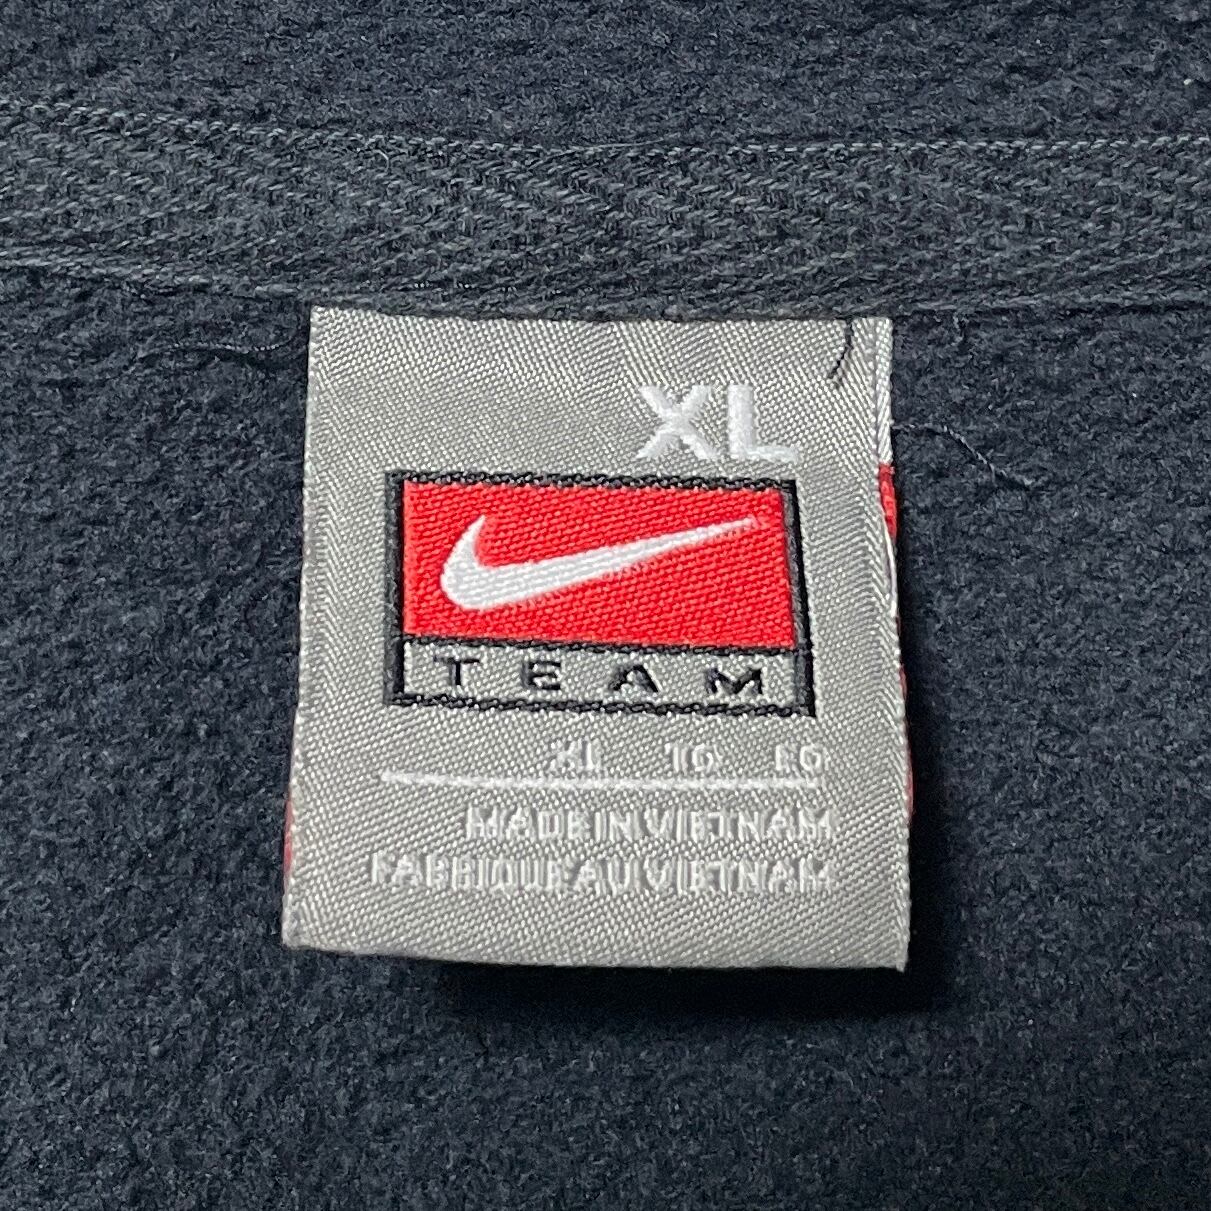 XL
TEAM
XL TG EG
MADE IN VIETNAM
FABRIQUE AU VIETNAM